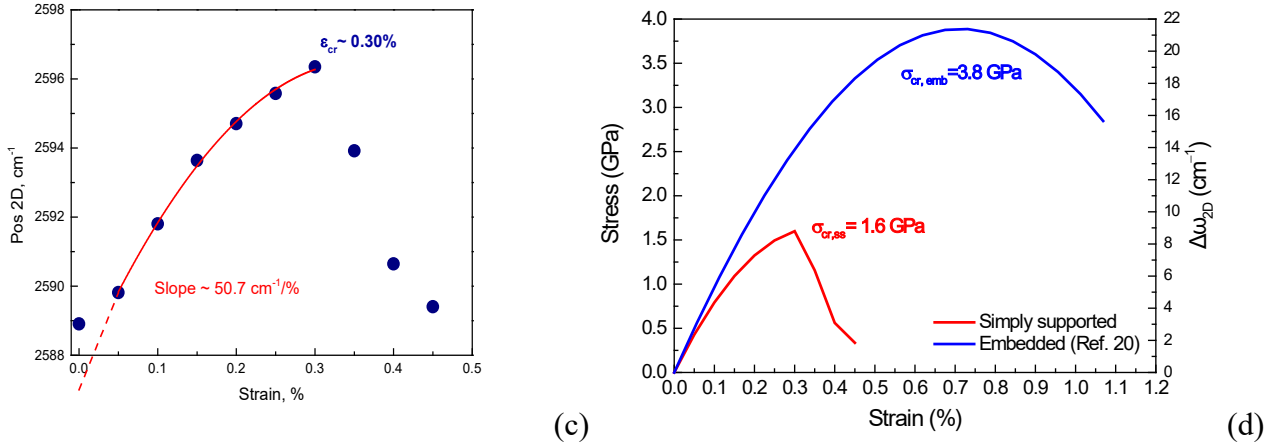 2598
2596
2594
2592
2590
2588
Pos 2D, cm⁻¹
ε_cr~ 0.30%
Slope ~ 50.7 cm⁻¹/%
0.0 0.1 0.2 0.3 0.4 0.5
Strain, %
(c)
4.0
3.5
3.0
2.5
2.0
1.5
1.0
0.5
0.0
Stress (GPa)
σ_cr, emb=3.8 GPa
σ_cr,ss= 1.6 GPa
Simply supported
Embedded (Ref. 20)
22
20
18
16
14
12
10
8
6
4
2
0
Δω_2D (cm⁻¹)
0.0 0.1 0.2 0.3 0.4 0.5 0.6 0.7 0.8 0.9 1.0 1.1 1.2
Strain (%)
(d)